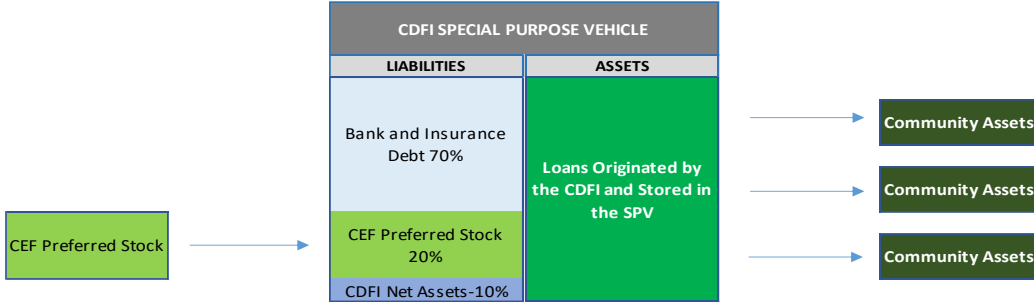 CDFI SPECIAL PURPOSE VEHICLE
LIABILITIES
ASSETS
Bank and Insurance
Debt 70%
Loans Originated by
the CDFI and Stored in
the SPV
CEF Preferred Stock
CEF Preferred Stock
20%
CDFI Net Assets-10%
Community Assets
Community Assets
Community Assets